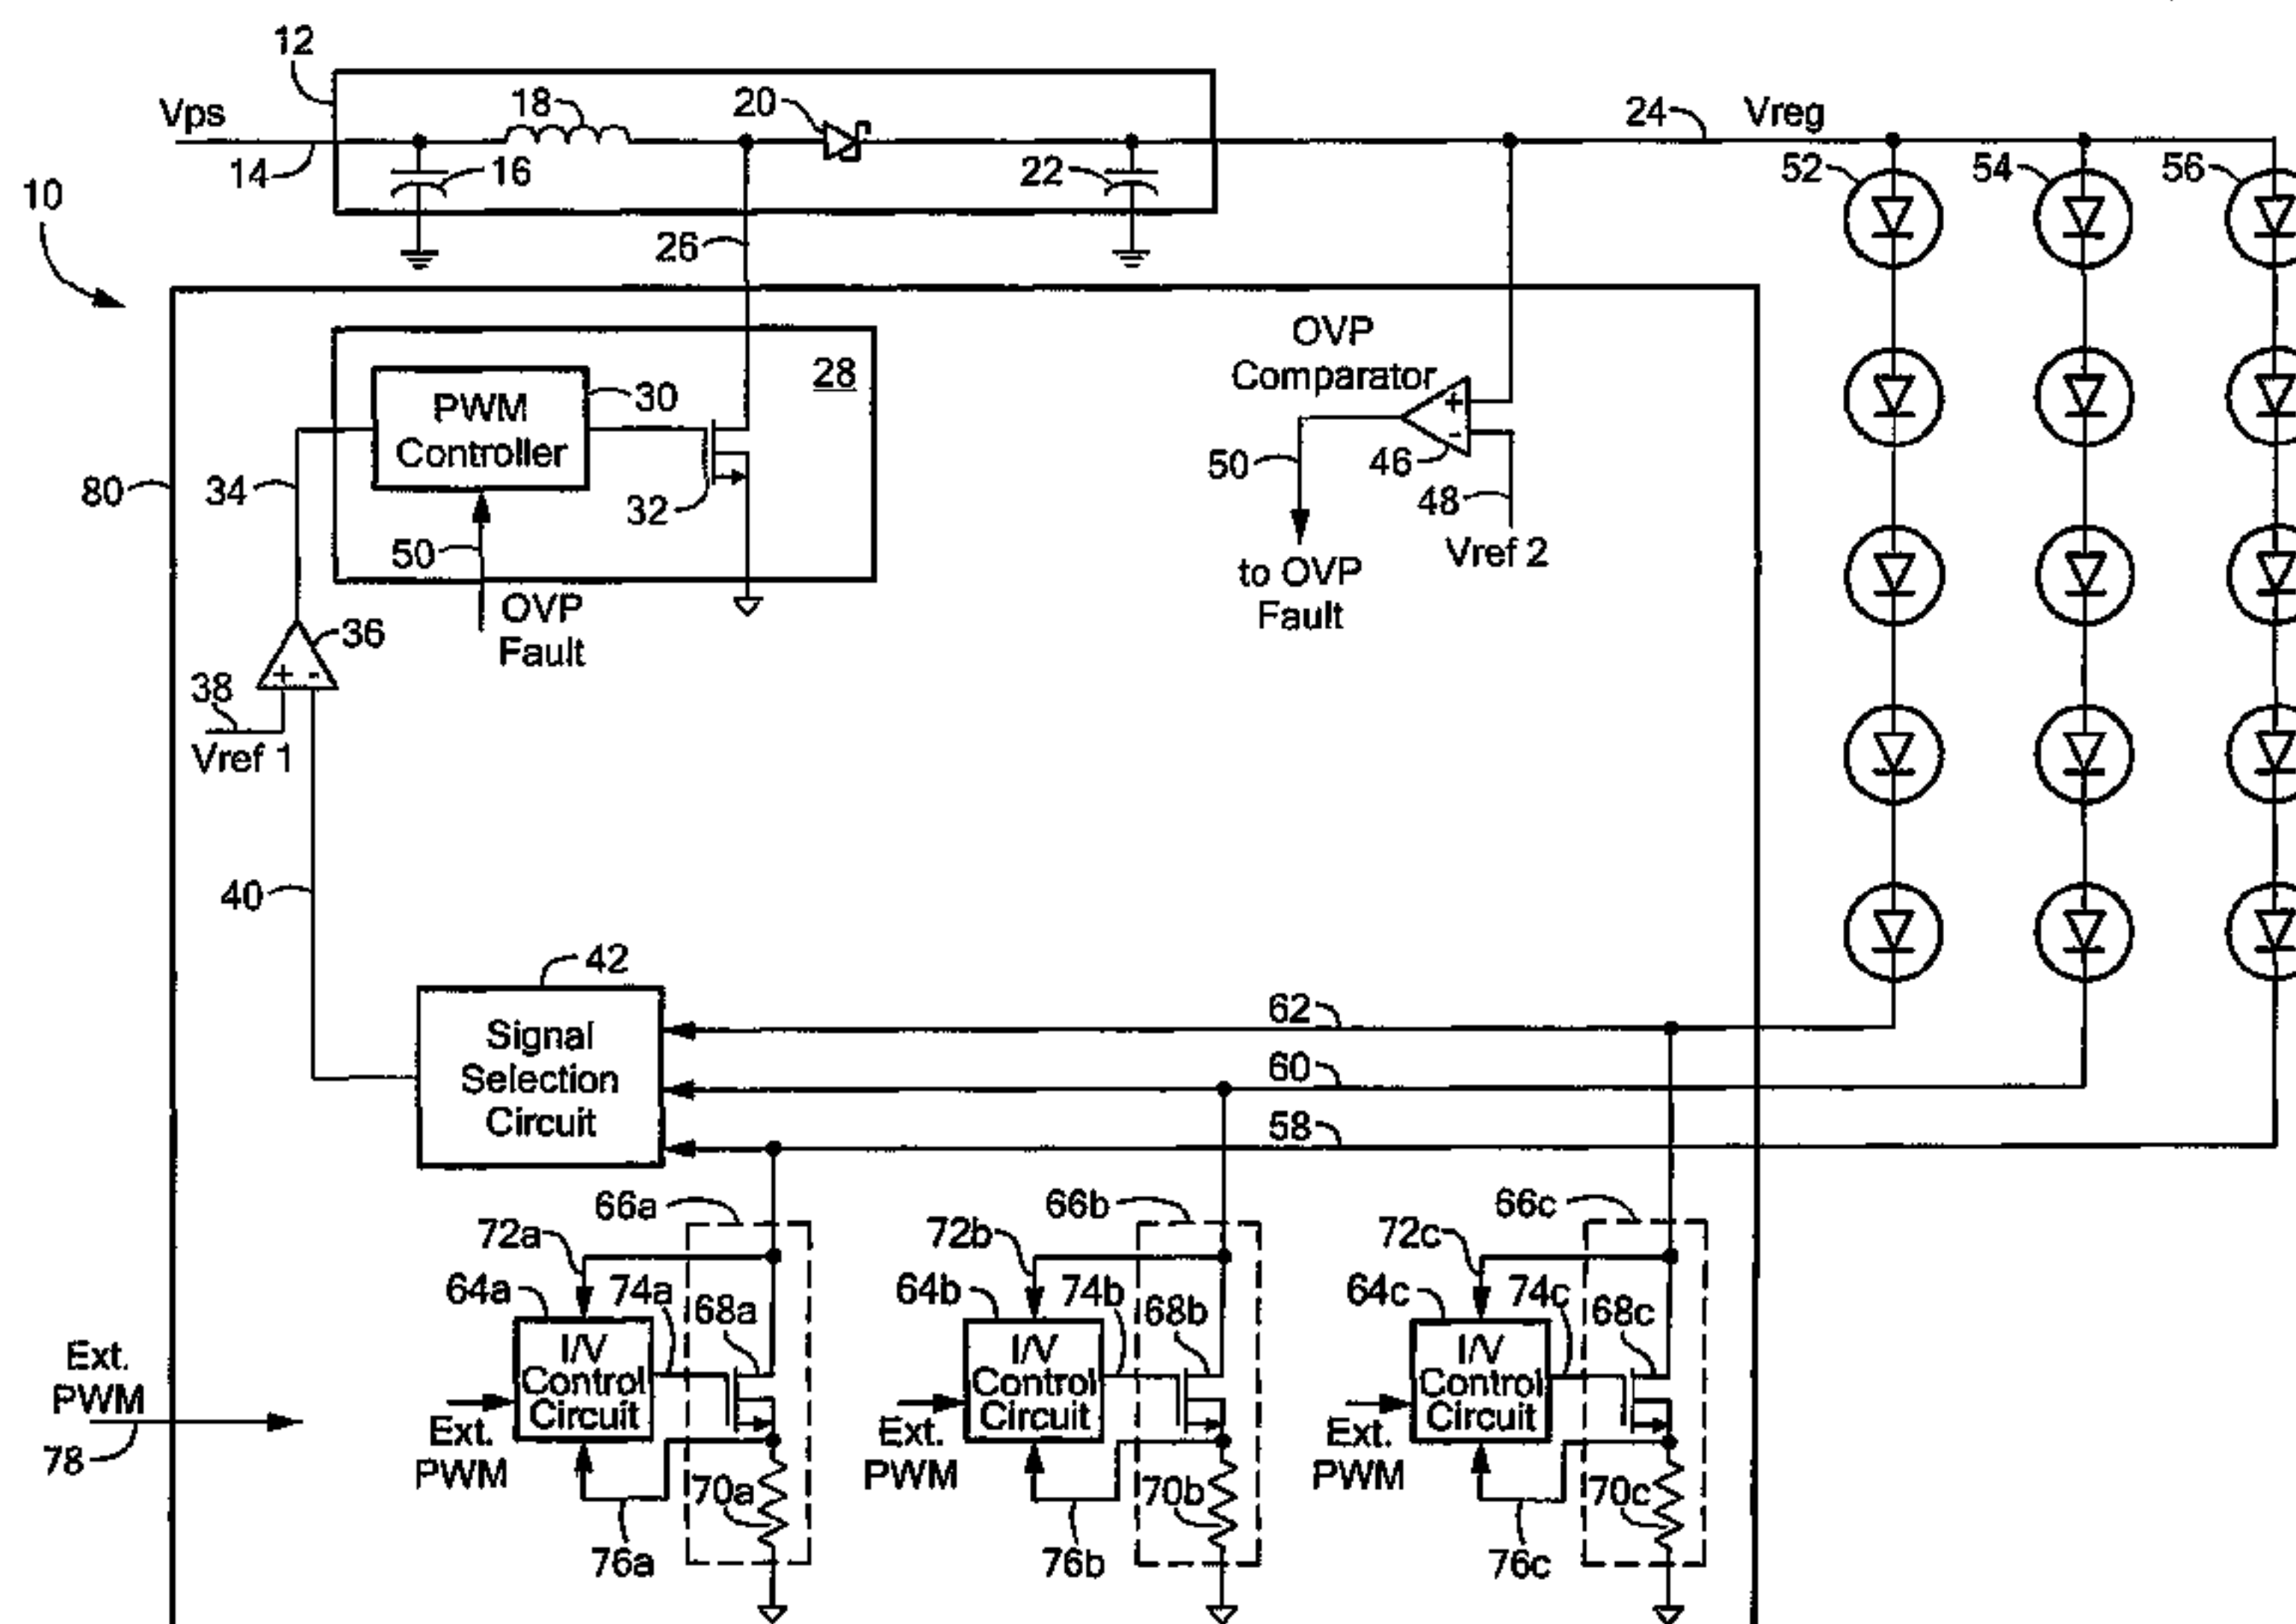 12
Vps
18
20
24
Vreg
14
16
22
52
54
56
10
26
OVP
Comparator
28
PWM
Controller
30
+
-
80
34
32
50
46
48
50
OVP
Fault
to OVP
Fault
Vref 2
36
+ -
38
Vref 1
40
42
Signal
Selection
Circuit
62
60
58
66a
66b
66c
72a
72b
72c
64a
74a
68a
64b
74b
68b
64c
74c
68c
I/V
Control
Circuit
I/V
Control
Circuit
I/V
Control
Circuit
Ext.
PWM
78
Ext.
PWM
Ext.
PWM
Ext.
PWM
70a
70b
70c
76a
76b
76c